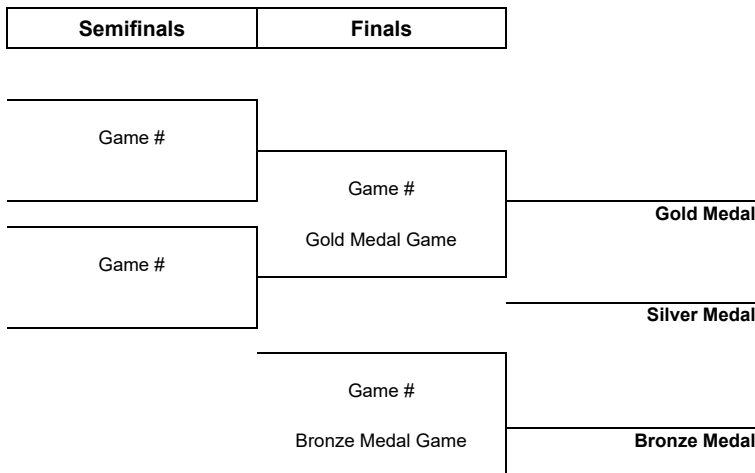 Semifinals Finals
Game #
Game #
Gold Medal Game
Gold Medal
Game #
Silver Medal
Game #
Bronze Medal Game
Bronze Medal